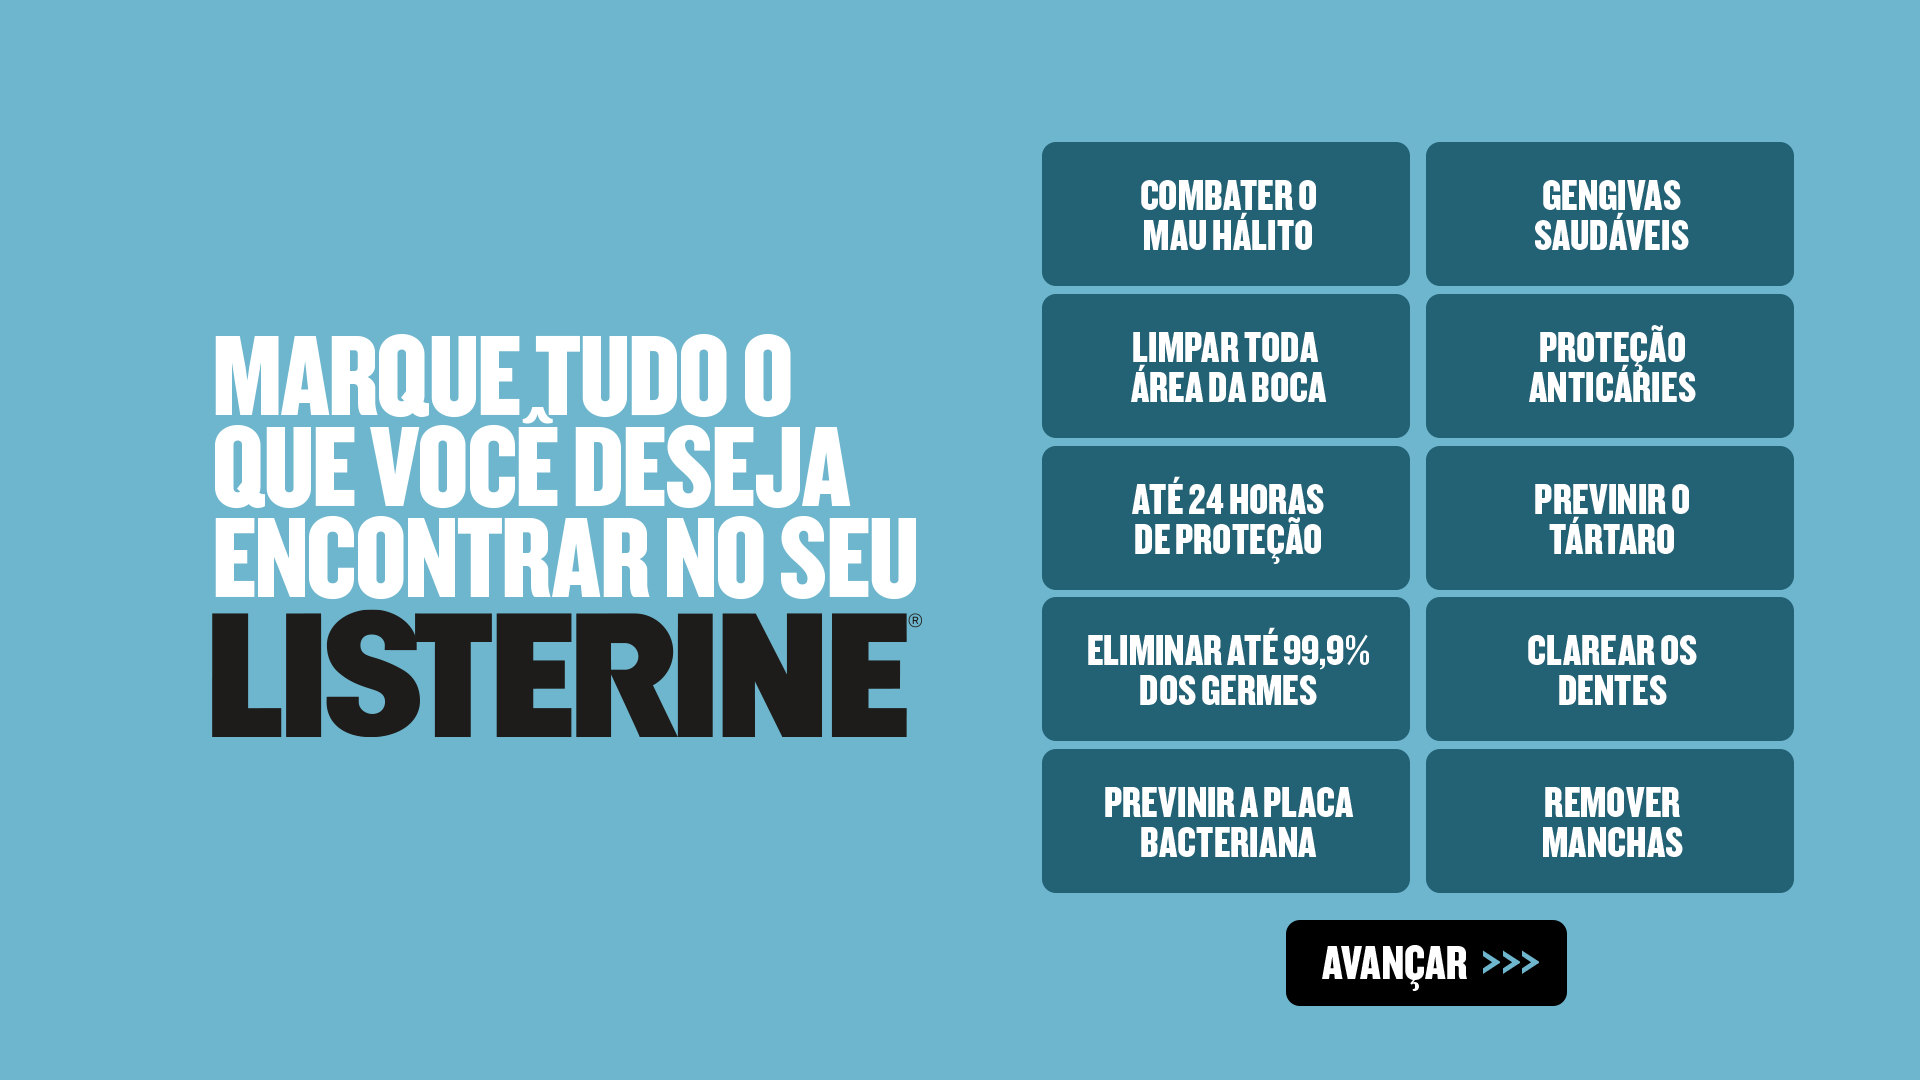 MARQUE TUDO O
QUE VOCÊ DESEJA
ENCONTRAR NO SEU
LISTERINE®
COMBATER O
MAU HÁLITO
GENGIVAS
SAUDÁVEIS
LIMPAR TODA
ÁREA DA BOCA
PROTEÇÃO
ANTICÁRIES
ATÉ 24 HORAS
DE PROTEÇÃO
PREVINIR O
TÁRTARO
ELIMINAR ATÉ 99,9%
DOS GERMES
CLAREAR OS
DENTES
PREVINIR A PLACA
BACTERIANA
REMOVER
MANCHAS
AVANÇAR >>>